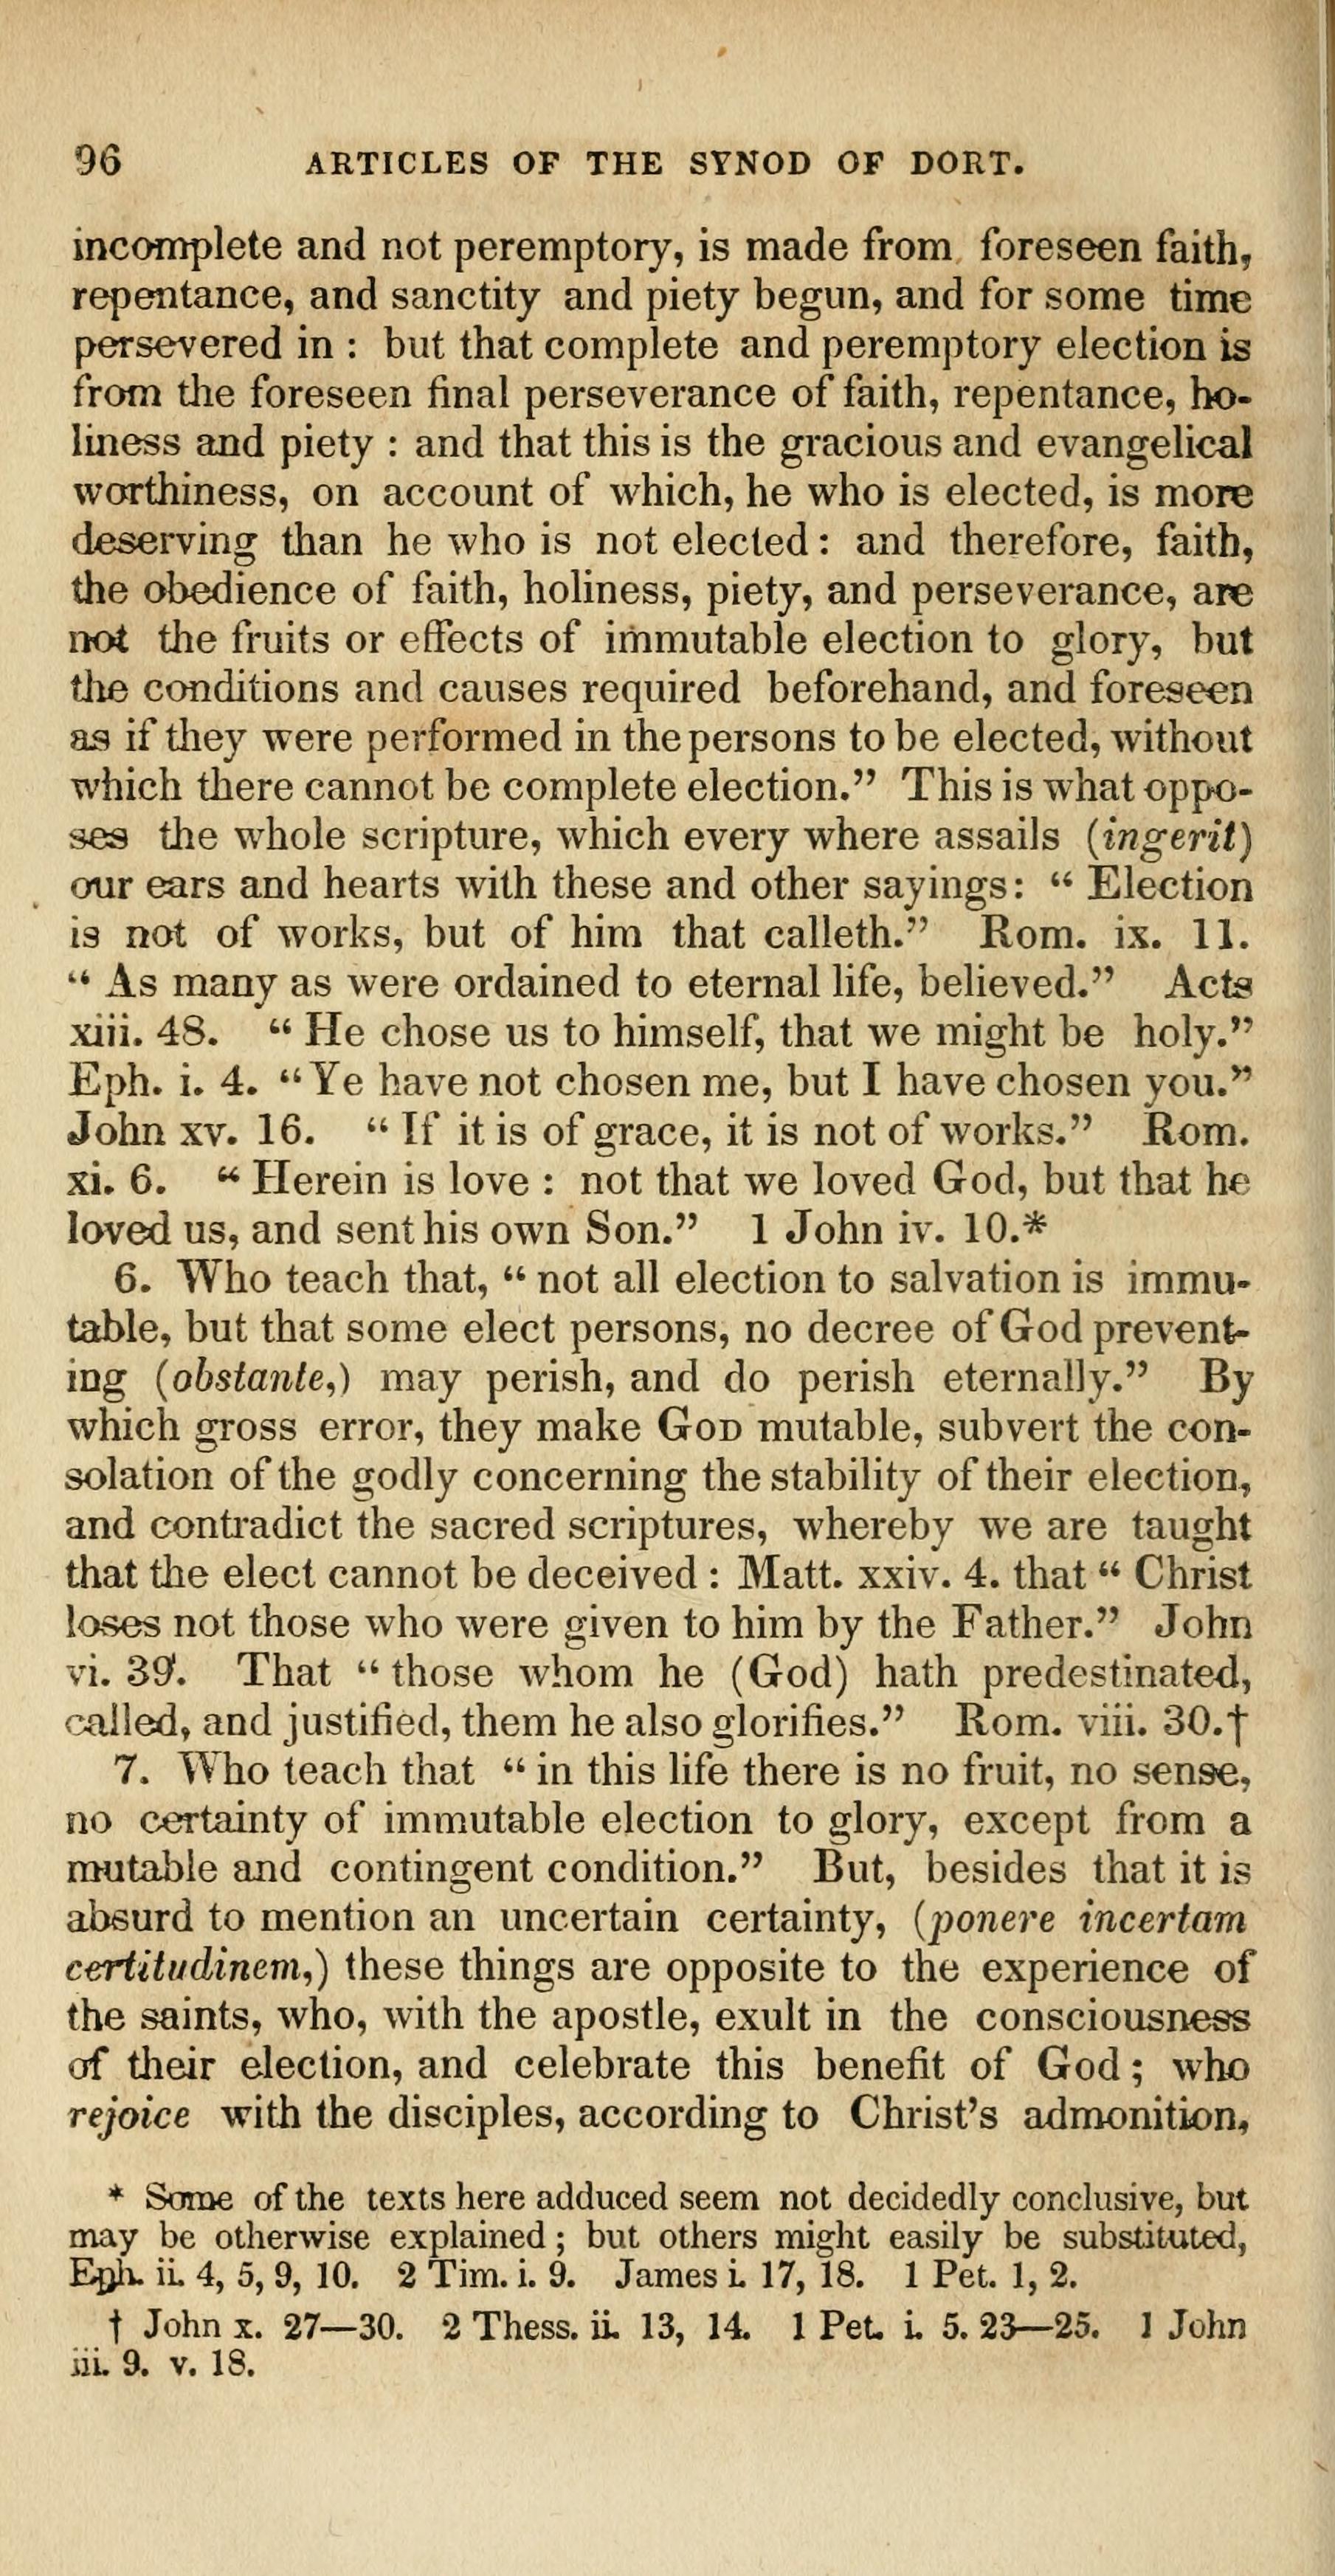 96 ARTICLES OF THE SYNOD OF DORT.
incomplete and not peremptory, is made from foreseen faith,
repentance, and sanctity and piety begun, and for some time
persevered in : but that complete and peremptory election is
from the foreseen final perseverance of faith, repentance, ho-
liness and piety : and that this is the gracious and evangelical
worthiness, on account of which, he who is elected, is more
deserving than he who is not elected : and therefore, faith,
the obedience of faith, holiness, piety, and perseverance, are
not the fruits or effects of immutable election to glory, but
the conditions and causes required beforehand, and foreseen
as if they were performed in the persons to be elected, without
which there cannot be complete election.” This is what oppo-
ses the whole scripture, which every where assails (ingerit)
our ears and hearts with these and other sayings: “ Election
is not of works, but of him that calleth.” Rom. ix. 11.
“ As many as were ordained to eternal life, believed.” Acts
xiii. 48. “ He chose us to himself, that we might be holy.”
Eph. i. 4. “ Ye have not chosen me, but I have chosen you.”
John xv. 16. “ If it is of grace, it is not of works.” Rom.
xi. 6. “ Herein is love : not that we loved God, but that he
loved us, and sent his own Son.” 1 John iv. 10.*
6. Who teach that, “ not all election to salvation is immu-
table, but that some elect persons, no decree of God prevent-
ing (obstante,) may perish, and do perish eternally.” By
which gross error, they make GOD mutable, subvert the con-
solation of the godly concerning the stability of their election,
and contradict the sacred scriptures, whereby we are taught
that the elect cannot be deceived : Matt. xxiv. 4. that “ Christ
loses not those who were given to him by the Father.” John
vi. 39. That “ those whom he (God) hath predestinated,
called, and justified, them he also glorifies.” Rom. viii. 30.†
7. Who teach that “ in this life there is no fruit, no sense,
no certainty of immutable election to glory, except from a
mutable and contingent condition.” But, besides that it is
absurd to mention an uncertain certainty, (ponere incertam
certitudinem,) these things are opposite to the experience of
the saints, who, with the apostle, exult in the consciousness
of their election, and celebrate this benefit of God ; who
rejoice with the disciples, according to Christ's admonition,
* Some of the texts here adduced seem not decidedly conclusive, but
may be otherwise explained ; but others might easily be substituted,
Eph. ii. 4, 5, 9, 10. 2 Tim. i. 9. James i. 17, 18. 1 Pet. 1, 2.
† John x. 27—30. 2 Thess. ii. 13, 14. 1 Pet. i. 5. 23—25. 1 John
iii. 9. v. 18.